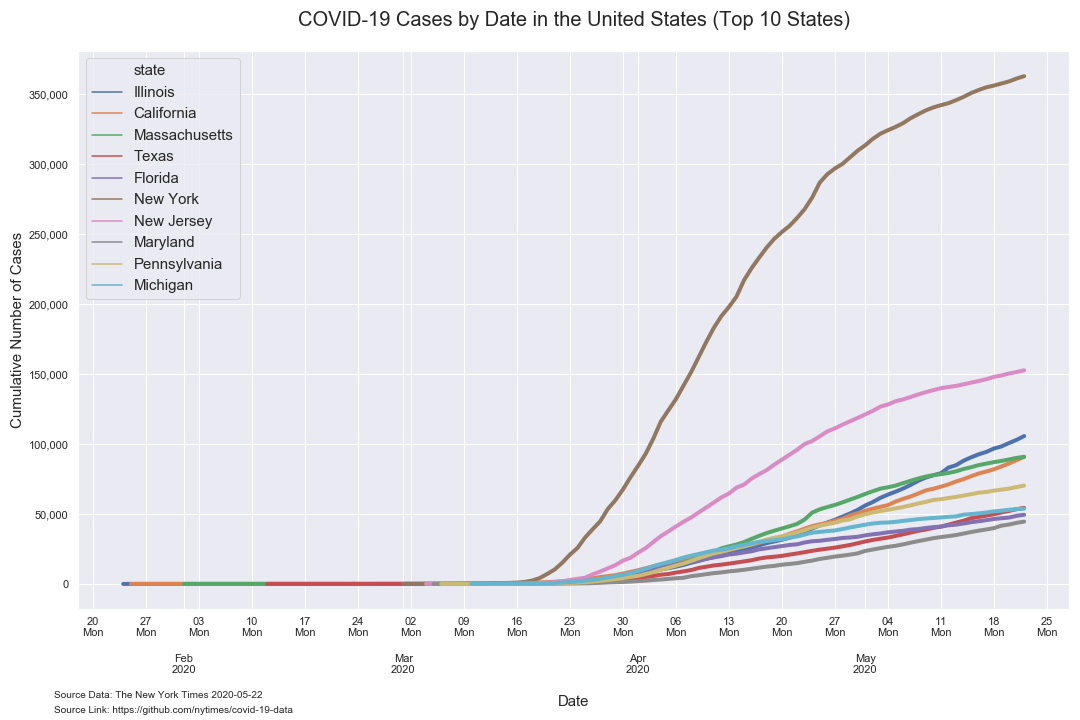 COVID-19 Cases by Date in the United States (Top 10 States)
state
Illinois
California
Massachusetts
Texas
Florida
New York
New Jersey
Maryland
Pennsylvania
Michigan
Cumulative Number of Cases
350,000
300,000
250,000
200,000
150,000
100,000
50,000
0
20 27 03 10 17 24 02 09 16 23 30 06 13 20 27 04 11 18 25
Mon Mon Mon Mon Mon Mon Mon Mon Mon Mon Mon Mon Mon Mon Mon Mon Mon Mon Mon
Feb Mar Apr May
2020 2020 2020 2020
Date
Source Data: The New York Times 2020-05-22
Source Link: https://github.com/nytimes/covid-19-data